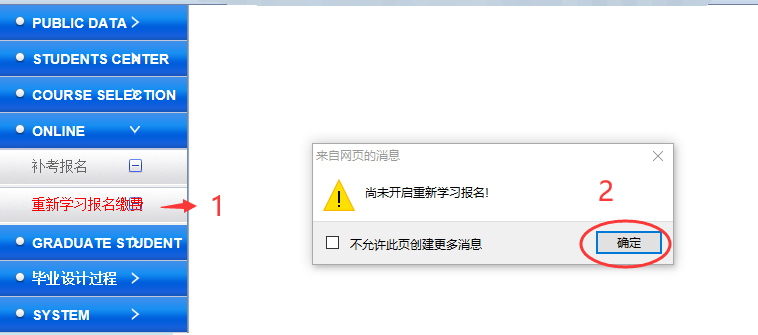 PUBLIC DATA
STUDENTS CENTER
COURSE SELECTION
ONLINE
补考报名
重新学习报名缴费
1
GRADUATE STUDENT
毕业设计过程
SYSTEM
来自网页的消息
尚未开启重新学习报名!
2
不允许此页创建更多消息
确定